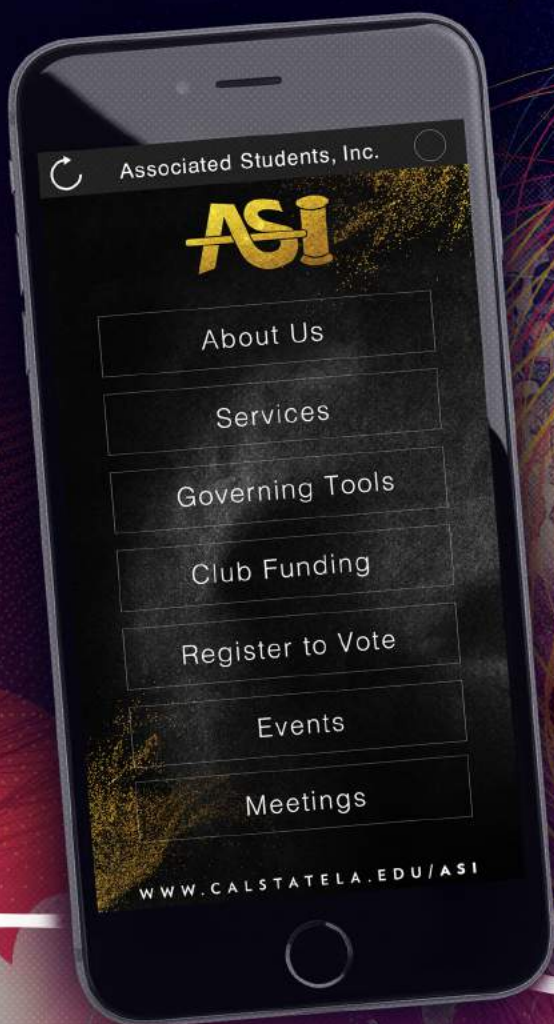 Associated Students, Inc.
ASI
About Us
Services
Governing Tools
Club Funding
Register to Vote
Events
Meetings
WWW.CALSTATELA.EDU/ASI